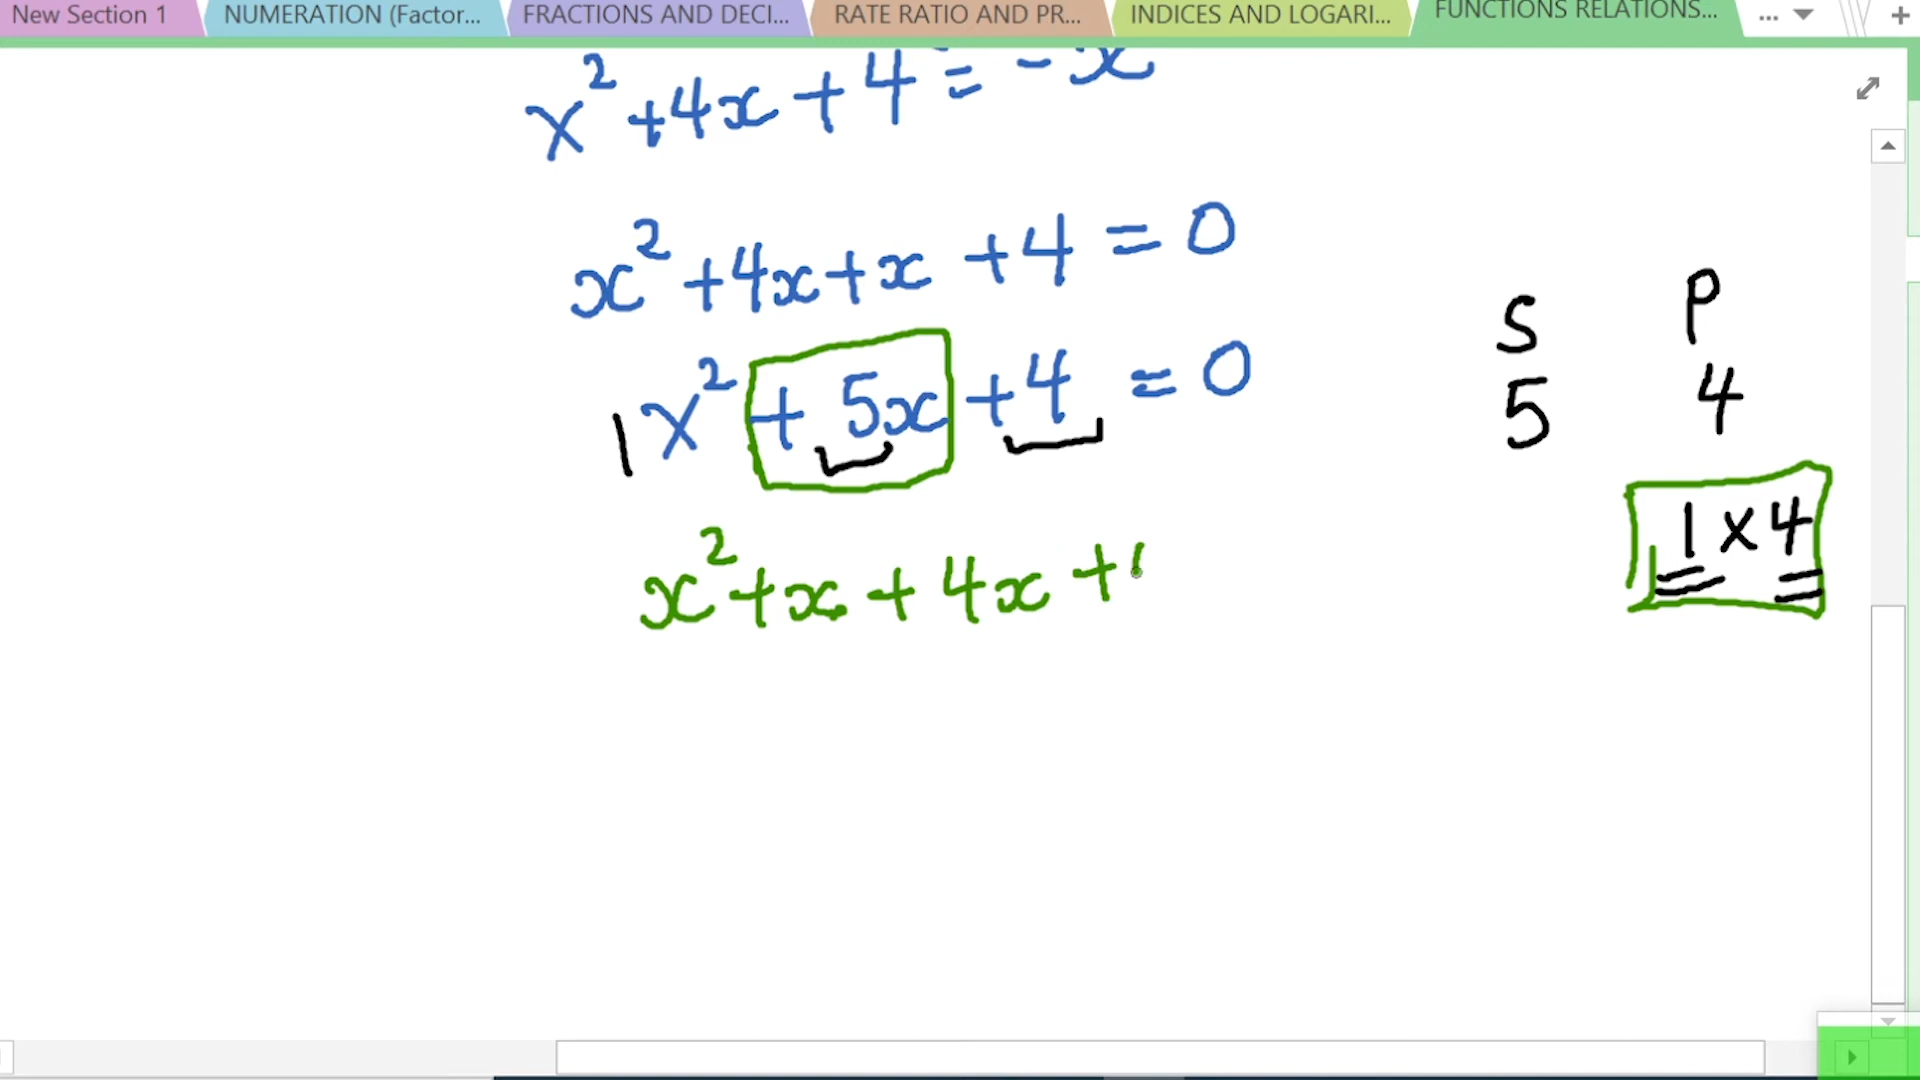 New Section 1 NUMERATION (Factor... FRACTIONS AND DECI... RATE RATIO AND PR... INDICES AND LOGARI... FUNCTIONS RELATIONS... ...
x² + 4x + 4 = - x
x² + 4x + x + 4 = 0
S P
1x² + 5x + 4 = 0
5 4
1 x 4
x² + x + 4x +